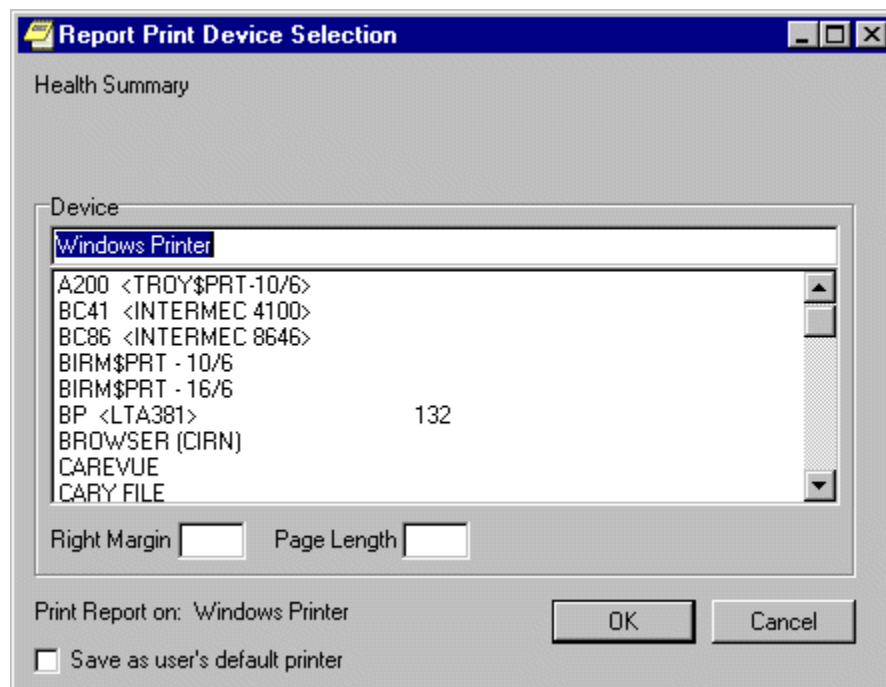 Report Print Device Selection
Health Summary
Device
Windows Printer
A200 <TROY$PRT-10/6>
BC41 <INTERMEC 4100>
BC86 <INTERMEC 8646>
BIRM$PRT - 10/6
BIRM$PRT - 16/6
BP <LTA381> 132
BROWSER (CIRN)
CAREVUE
CARY FILE
Right Margin Page Length
Print Report on: Windows Printer
OK Cancel
Save as user's default printer